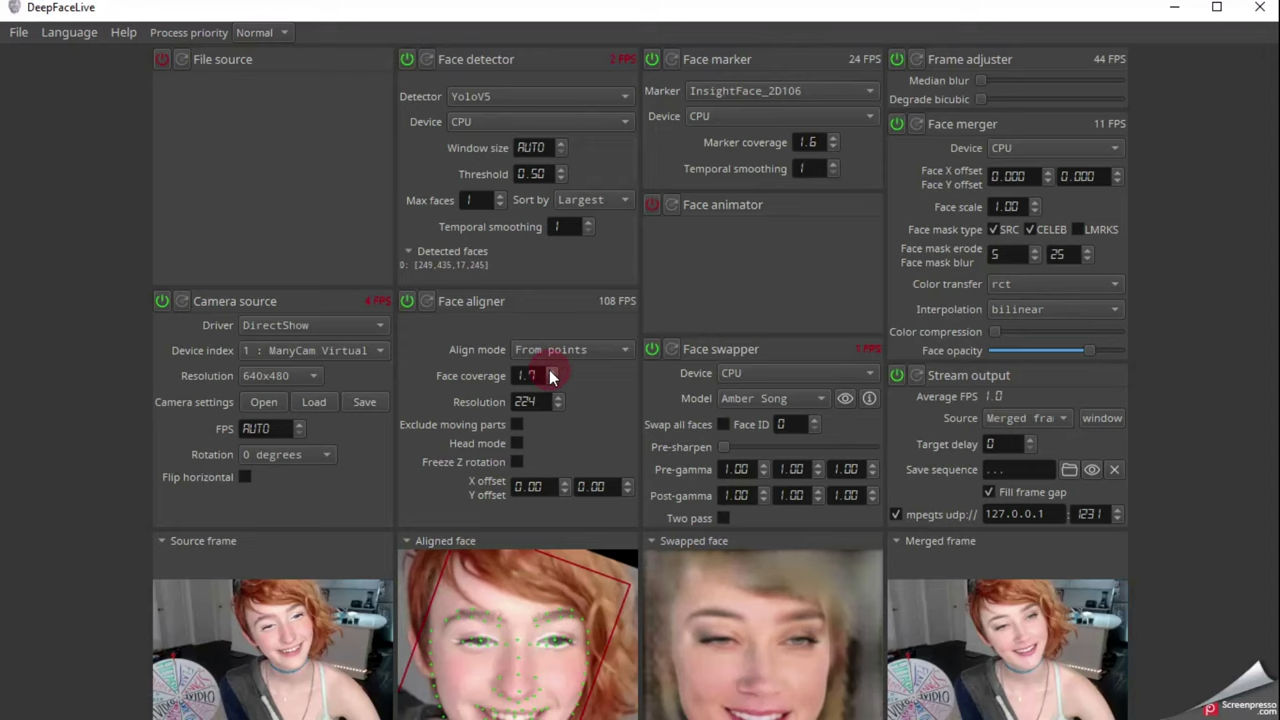 DeepFaceLive
File Language Help Process priority Normal
File source
Face detector 2 FPS
Detector YoloV5
Device CPU
Window size AUTO
Threshold 0.50
Max faces 1 Sort by Largest
Temporal smoothing 1
Detected faces
0: [249,435,17,245]
Face marker 24 FPS
Marker InsightFace_2D106
Device CPU
Marker coverage 1.6
Temporal smoothing 1
Face animator
Frame adjuster 44 FPS
Median blur
Degrade bicubic
Face merger 11 FPS
Device CPU
Face X offset
Face Y offset
0.000 0.000
Face scale 1.00
Face mask type SRC CELEB LMRKS
Face mask erode
Face mask blur
5 25
Color transfer rct
Interpolation bilinear
Color compression
Face opacity
Camera source 4 FPS
Driver DirectShow
Device index 1 : ManyCam Virtual
Resolution 640x480
Camera settings Open Load Save
FPS AUTO
Rotation 0 degrees
Flip horizontal
Face aligner 108 FPS
Align mode From points
Face coverage 1.7
Resolution 224
Exclude moving parts
Head mode
Freeze Z rotation
X offset
Y offset
0.00 0.00
Face swapper 1 FPS
Device CPU
Model Amber Song
Swap all faces Face ID 0
Pre-sharpen
Pre-gamma 1.00 1.00 1.00
Post-gamma 1.00 1.00 1.00
Two pass
Stream output
Average FPS 1.0
Source Merged fra window
Target delay 0
Save sequence ...
Fill frame gap
mpegts udp:// 127.0.0.1 : 1231
Source frame
Aligned face
Swapped face
Merged frame
Screenpresso
.com